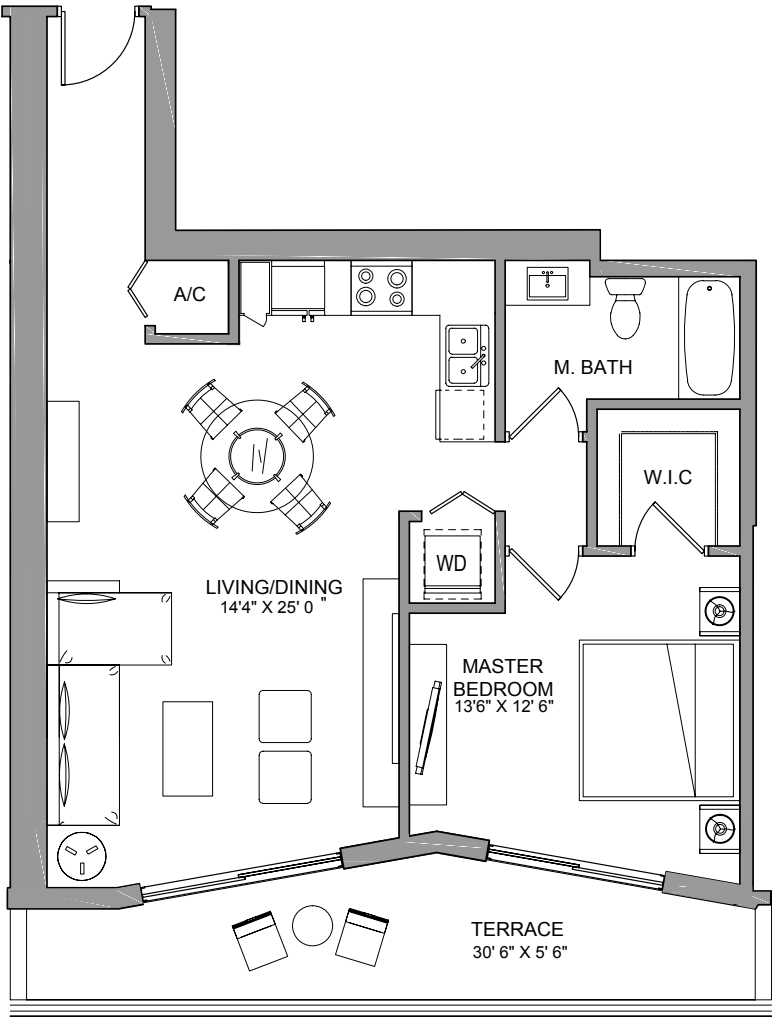 A/C
M. BATH
W.I.C
WD
LIVING/DINING
14'4" X 25' 0 "
MASTER
BEDROOM
13'6" X 12' 6"
TERRACE
30' 6" X 5' 6"